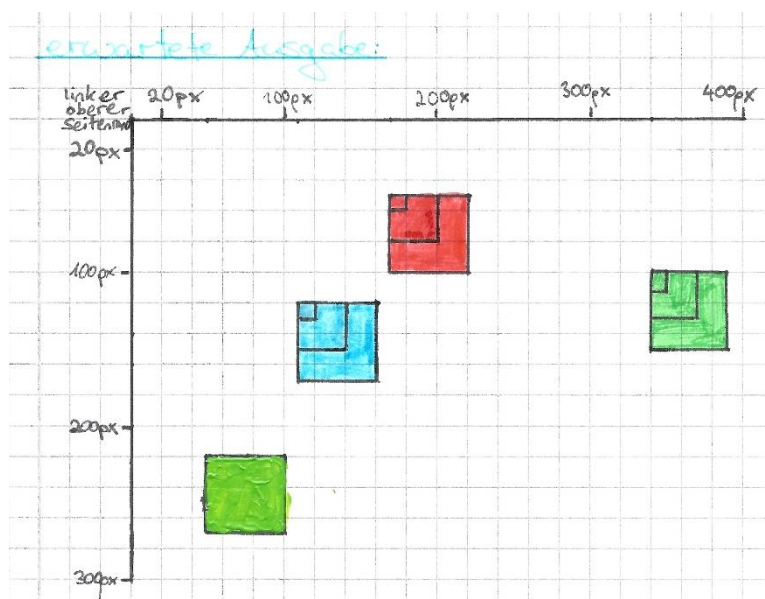 erwartete Ausgabe:
linker
oberer
Seitenrand
20px
100px
200px
300px
400px
20px
100px
200px
300px